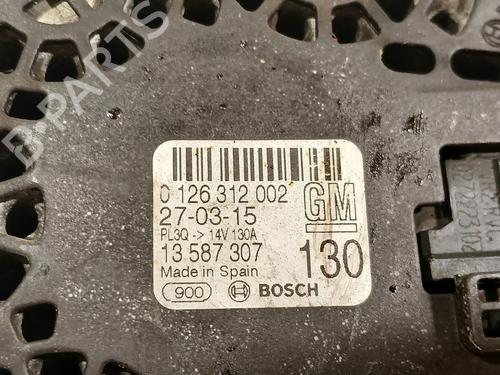 B-PARTS
0 126 312 002
27-03-15
GM
PL3Q -> 14V 130A
13 587 307
130
Made in Spain
900 BOSCH